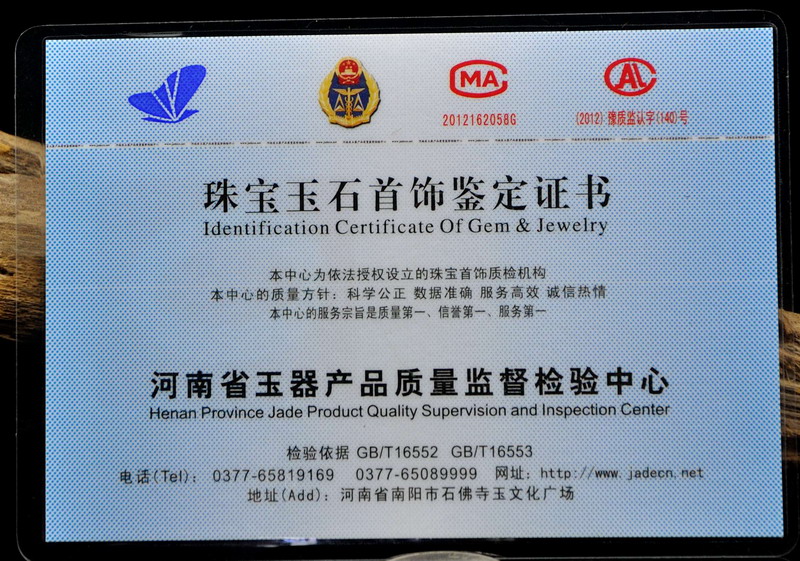 MA
2012162058G
AL
(2012)豫质监认字(140)号
珠宝玉石首饰鉴定证书
Identification Certificate Of Gem & Jewelry
本中心为依法授权设立的珠宝首饰质检机构
本中心的质量方针：科学公正 数据准确 服务高效 诚信热情
本中心的服务宗旨是质量第一、信誉第一、服务第一
河南省玉器产品质量监督检验中心
Henan Province Jade Product Quality Supervision and Inspection Center
检验依据 GB/T16552 GB/T16553
电话(Tel)：0377-65819169 0377-65089999 网址：http://www.jadecn.net
地址(Add)：河南省南阳市石佛寺玉文化广场